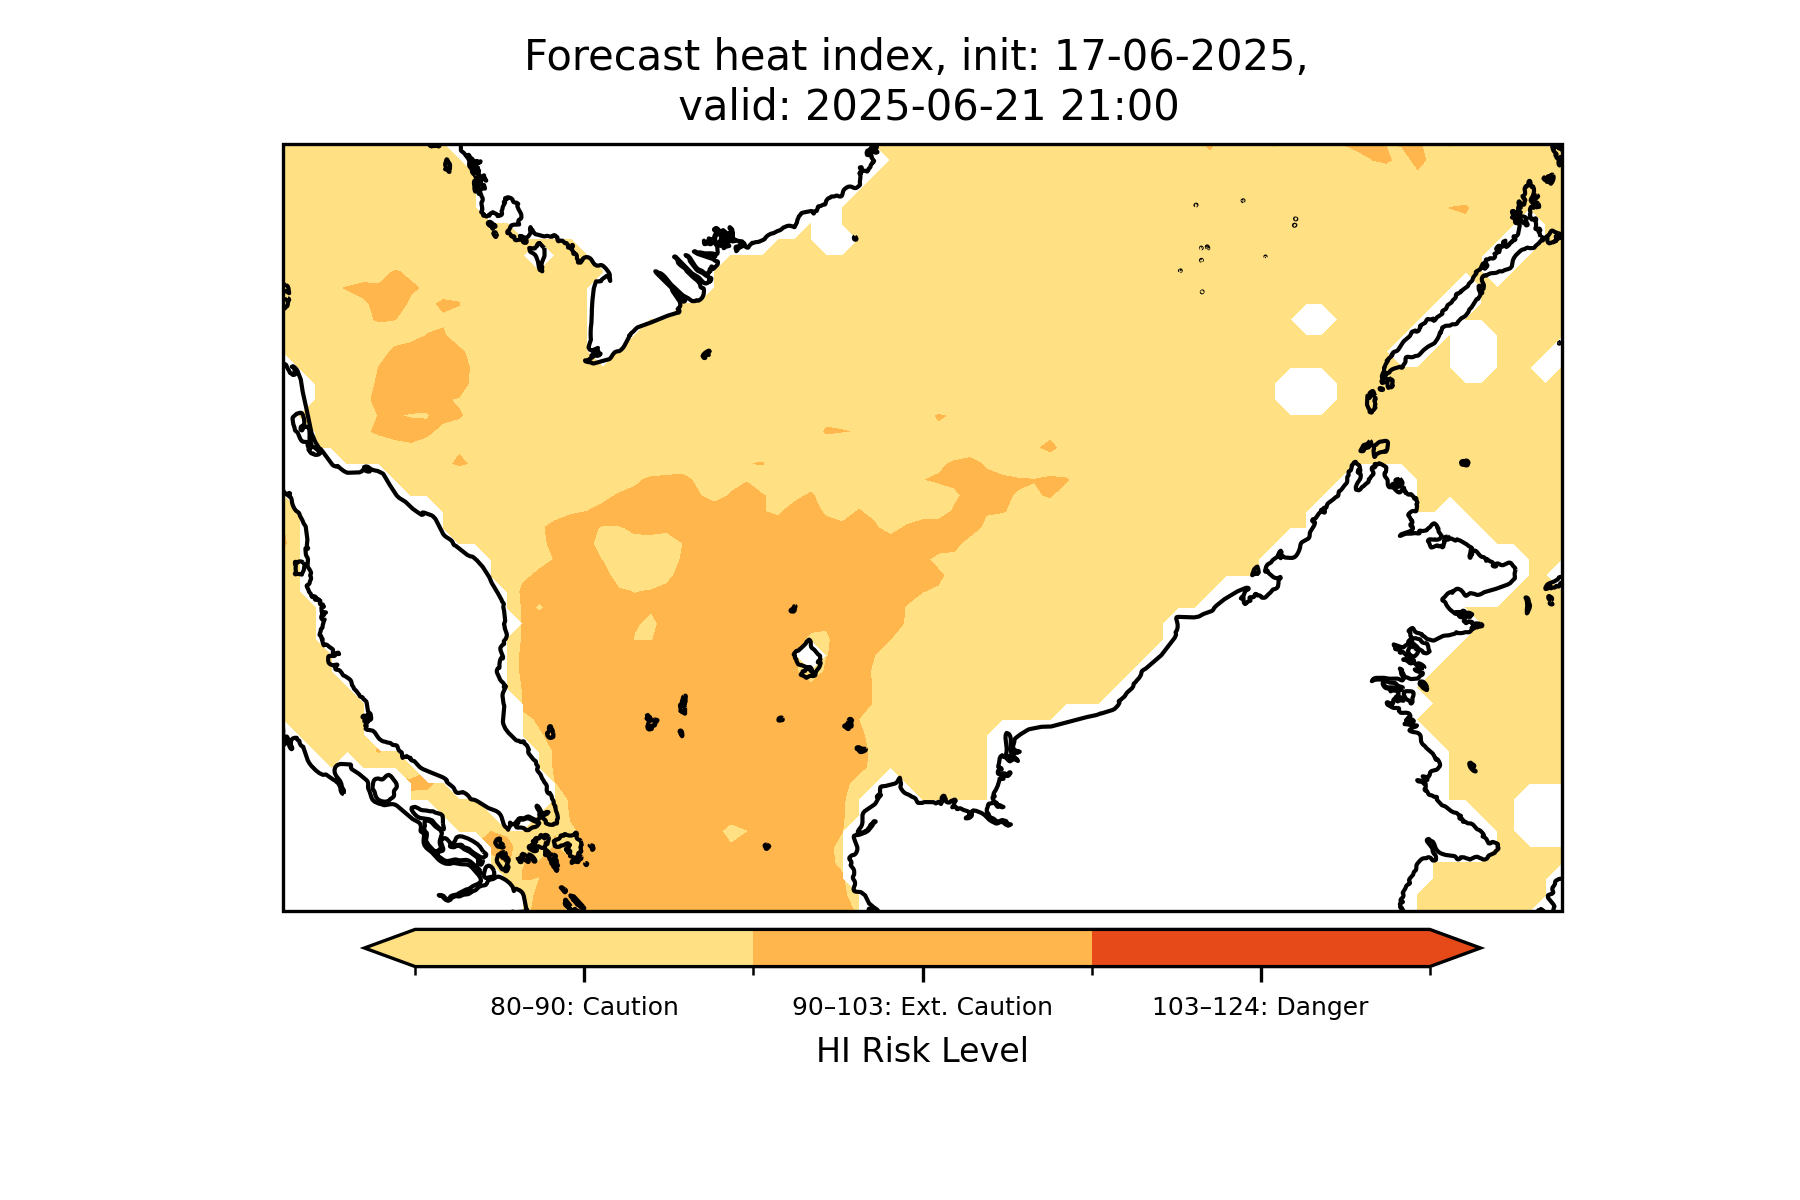 Forecast heat index, init: 17-06-2025,
valid: 2025-06-21 21:00
80–90: Caution
90–103: Ext. Caution
103–124: Danger
HI Risk Level